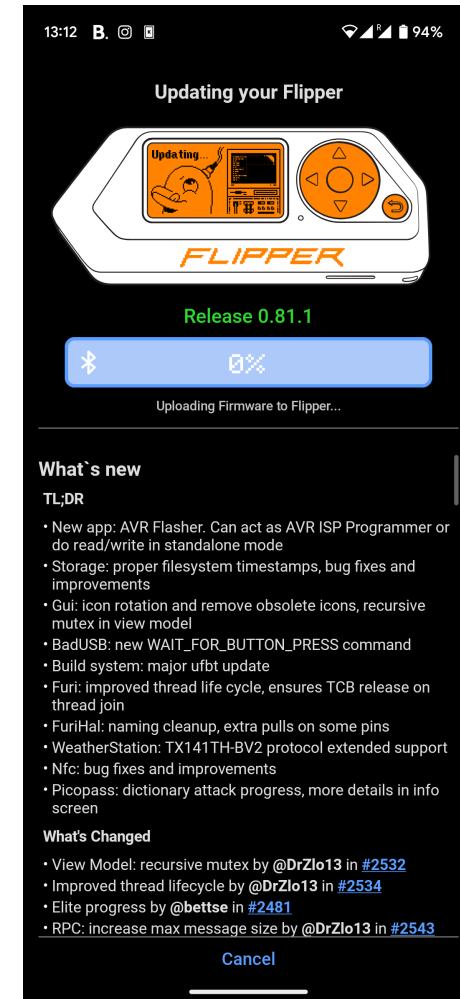 13:12 B. R 94%
Updating your Flipper
Updating...
FLIPPER
Release 0.81.1
0%
Uploading Firmware to Flipper...
What`s new
TL;DR
• New app: AVR Flasher. Can act as AVR ISP Programmer or
do read/write in standalone mode
• Storage: proper filesystem timestamps, bug fixes and
improvements
• Gui: icon rotation and remove obsolete icons, recursive
mutex in view model
• BadUSB: new WAIT_FOR_BUTTON_PRESS command
• Build system: major ufbt update
• Furi: improved thread life cycle, ensures TCB release on
thread join
• FuriHal: naming cleanup, extra pulls on some pins
• WeatherStation: TX141TH-BV2 protocol extended support
• Nfc: bug fixes and improvements
• Picopass: dictionary attack progress, more details in info
screen
What's Changed
• View Model: recursive mutex by @DrZlo13 in #2532
• Improved thread lifecycle by @DrZlo13 in #2534
• Elite progress by @bettse in #2481
• RPC: increase max message size by @DrZlo13 in #2543
Cancel